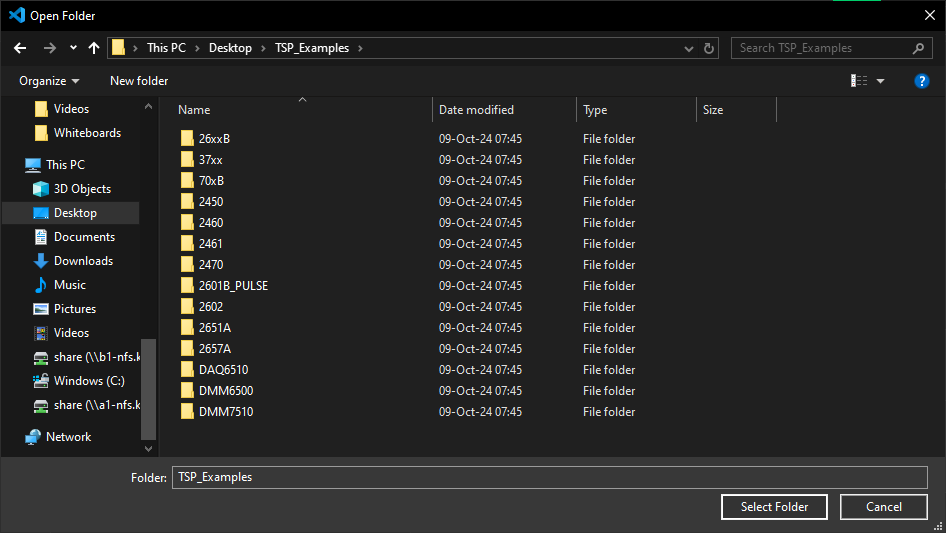 Open Folder
This PC Desktop TSP_Examples Search TSP_Examples
Organize New folder ?
Name Date modified Type Size
Videos
Whiteboards
This PC
3D Objects
Desktop
Documents
Downloads
Music
Pictures
Videos
share (\\b1-nfs.k
Windows (C:)
share (\\a1-nfs.k
Network
26xxB 09-Oct-24 07:45 File folder
37xx 09-Oct-24 07:45 File folder
70xB 09-Oct-24 07:45 File folder
2450 09-Oct-24 07:45 File folder
2460 09-Oct-24 07:45 File folder
2461 09-Oct-24 07:45 File folder
2470 09-Oct-24 07:45 File folder
2601B_PULSE 09-Oct-24 07:45 File folder
2602 09-Oct-24 07:45 File folder
2651A 09-Oct-24 07:45 File folder
2657A 09-Oct-24 07:45 File folder
DAQ6510 09-Oct-24 07:45 File folder
DMM6500 09-Oct-24 07:45 File folder
DMM7510 09-Oct-24 07:45 File folder
Folder: TSP_Examples
Select Folder Cancel